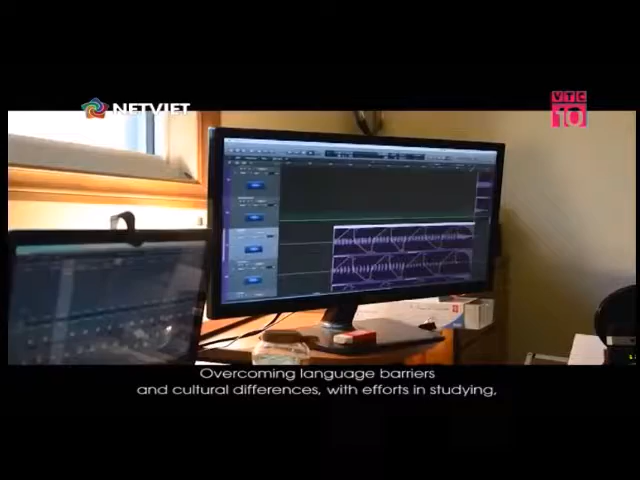 NETVIET
VTC
10
Overcoming language barriers
and cultural differences, with efforts in studying,